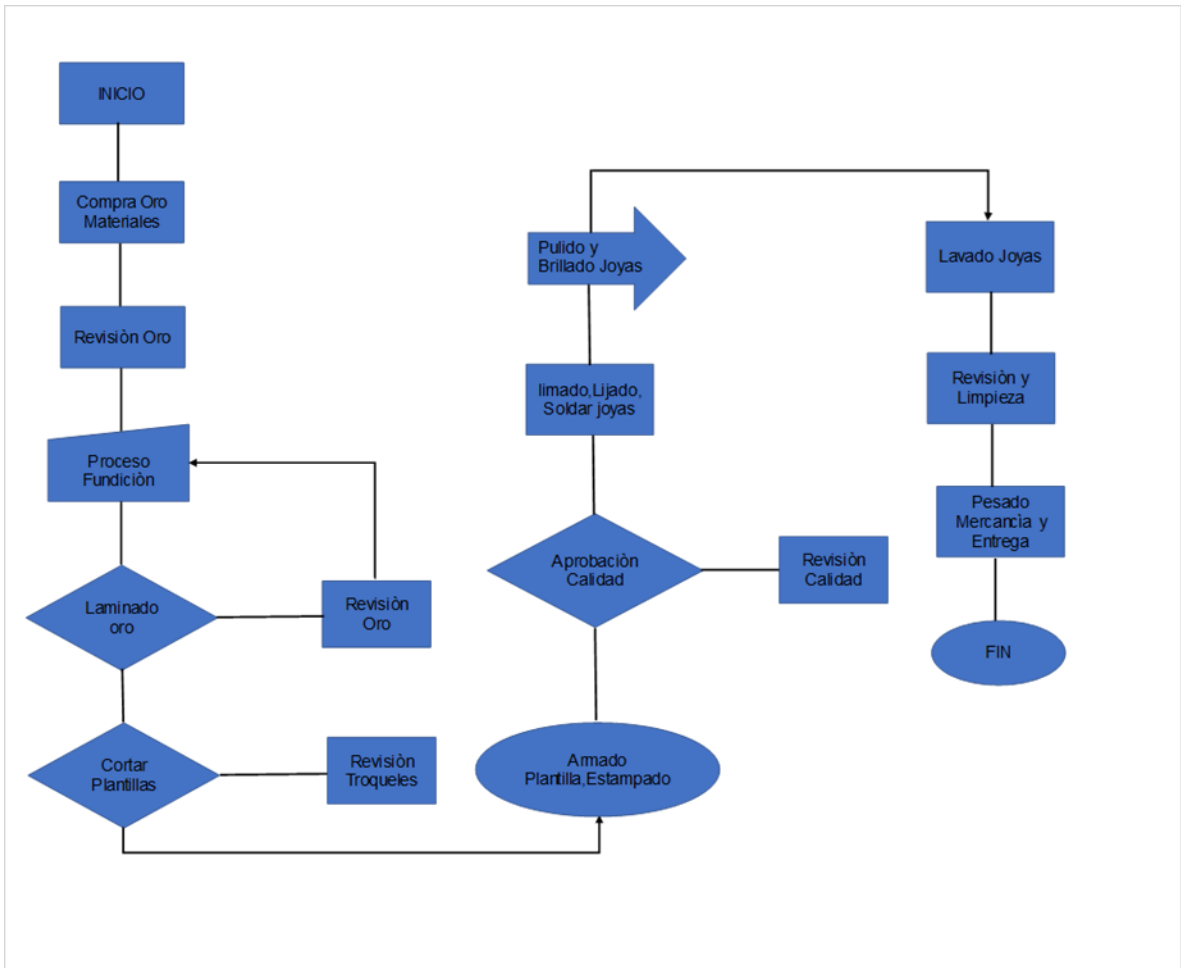 INICIO
Compra Oro
Materiales
Revisiòn Oro
Proceso
Fundiciòn
Laminado
oro
Revisiòn
Oro
Cortar
Plantillas
Revisiòn
Troqueles
Armado
Plantilla,Estampado
Aprobaciòn
Calidad
Revisiòn
Calidad
limado,Lijado,
Soldar joyas
Pulido y
Brillado Joyas
Lavado Joyas
Revisiòn y
Limpieza
Pesado
Mercancìa y
Entrega
FIN